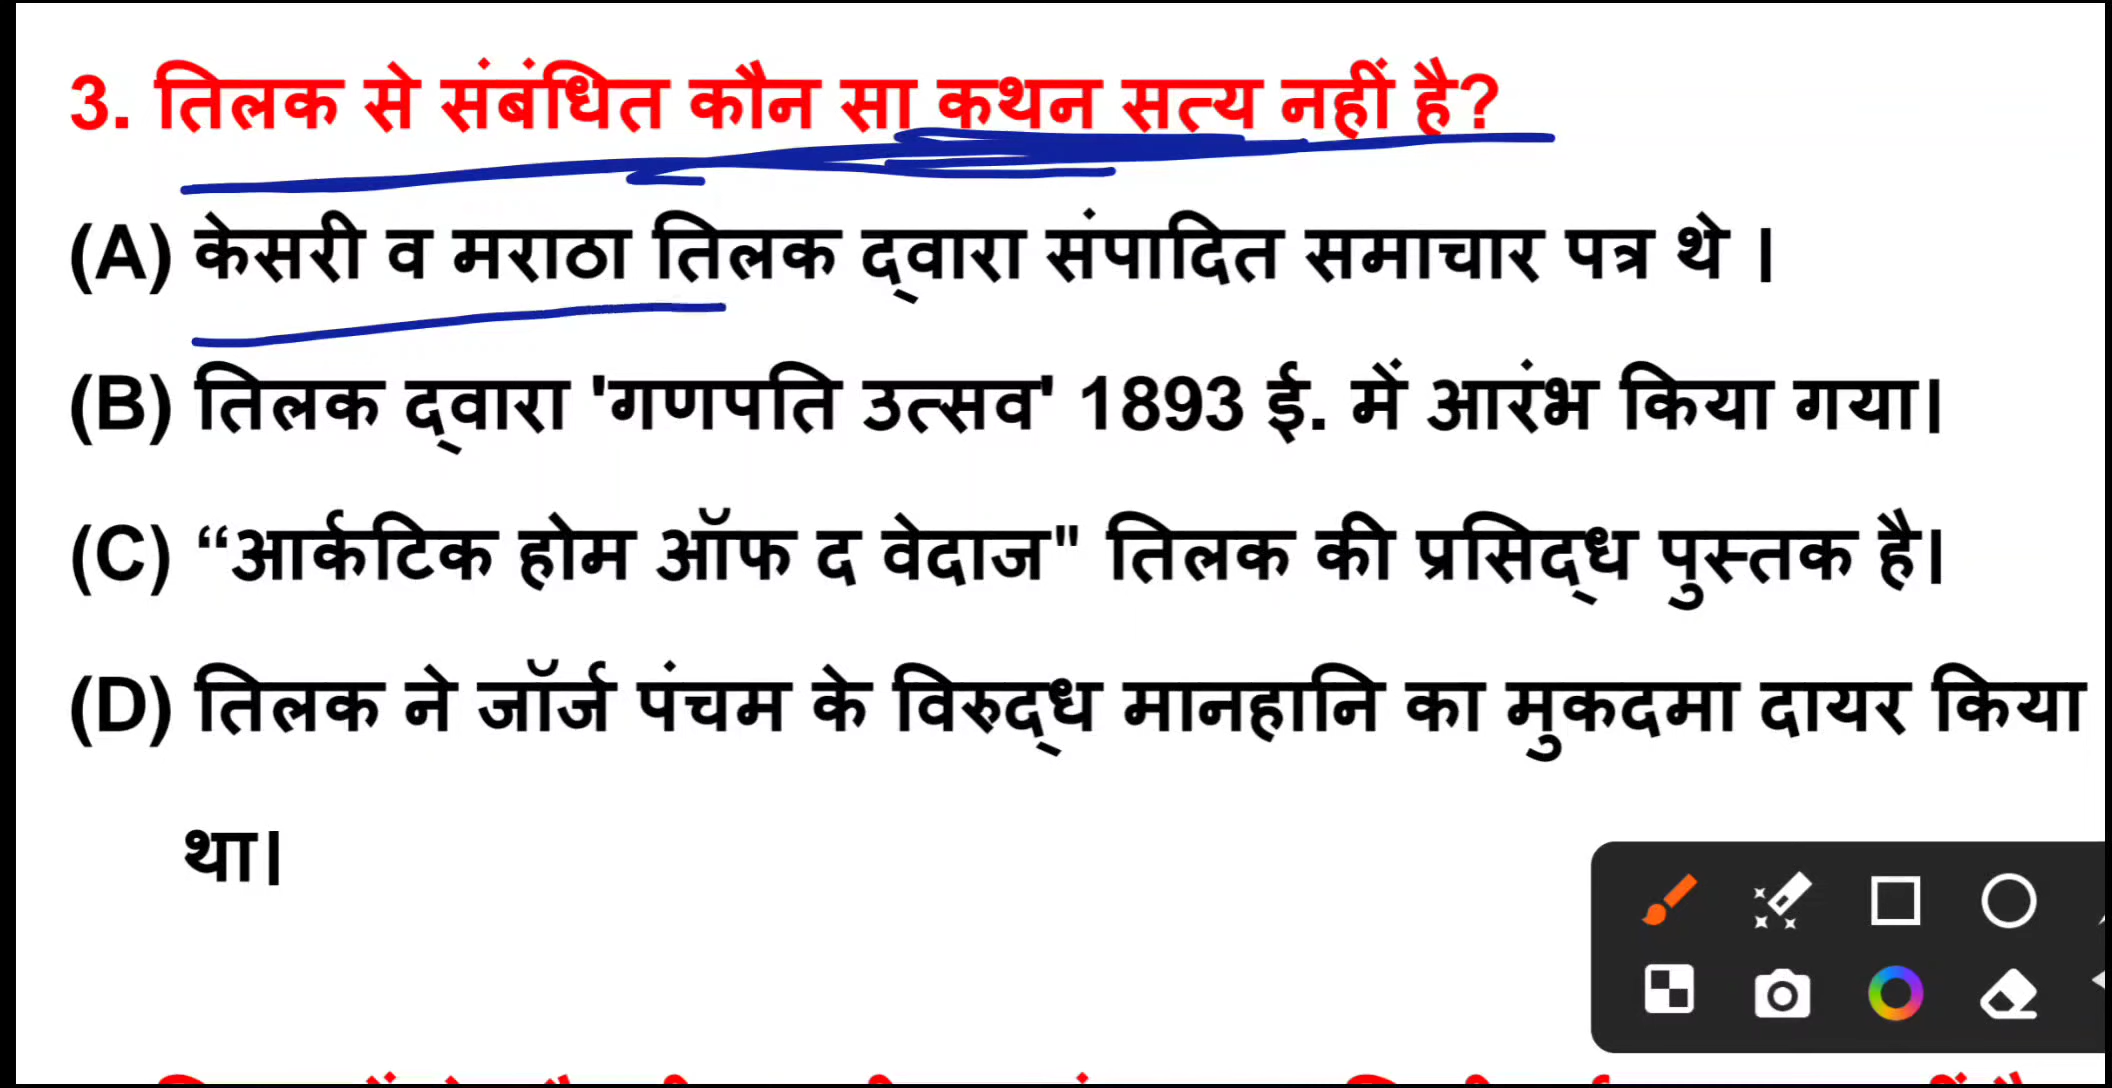 3. तिलक से संबंधित कौन सा कथन सत्य नहीं है?
(A) केसरी व मराठा तिलक द्वारा संपादित समाचार पत्र थे ।
(B) तिलक द्वारा 'गणपति उत्सव' 1893 ई. में आरंभ किया गया।
(C) “आर्कटिक होम ऑफ द वेदाज" तिलक की प्रसिद्ध पुस्तक है।
(D) तिलक ने जॉर्ज पंचम के विरुद्ध मानहानि का मुकदमा दायर किया
था।